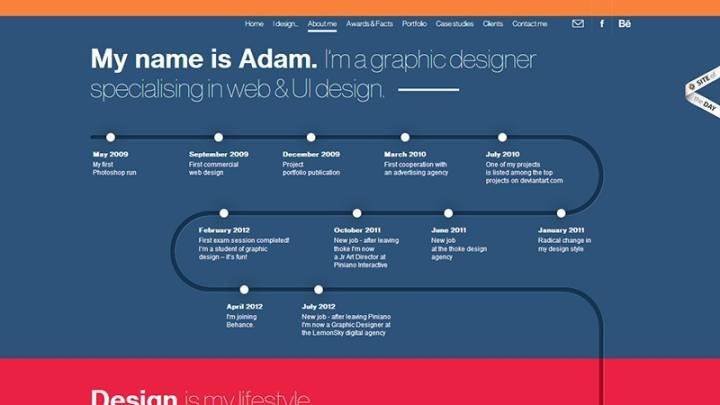 Home I design... About me Awards & Facts Portfolio Case studies Clients Contact me f Bē
My name is Adam. I'm a graphic designer
specialising in web & UI design.
SITE of
the DAY
May 2009
My first
Photoshop run
September 2009
First commercial
web design
December 2009
Project
portfolio publication
March 2010
First cooperation with
an advertising agency
July 2010
One of my projects
is listed among the top
projects on deviantart.com
February 2012
First exam session completed!
I'm a student of graphic
design – it's fun!
October 2011
New job - after leaving
thoke I'm now
a Jr Art Director at
Piniano Interactive
June 2011
New job
at the thoke design
agency
January 2011
Radical change in
my design style
April 2012
I'm joining
Behance.
July 2012
New job - after leaving Piniano
I'm now a Graphic Designer at
the LemonSky digital agency
Design is my lifestyle